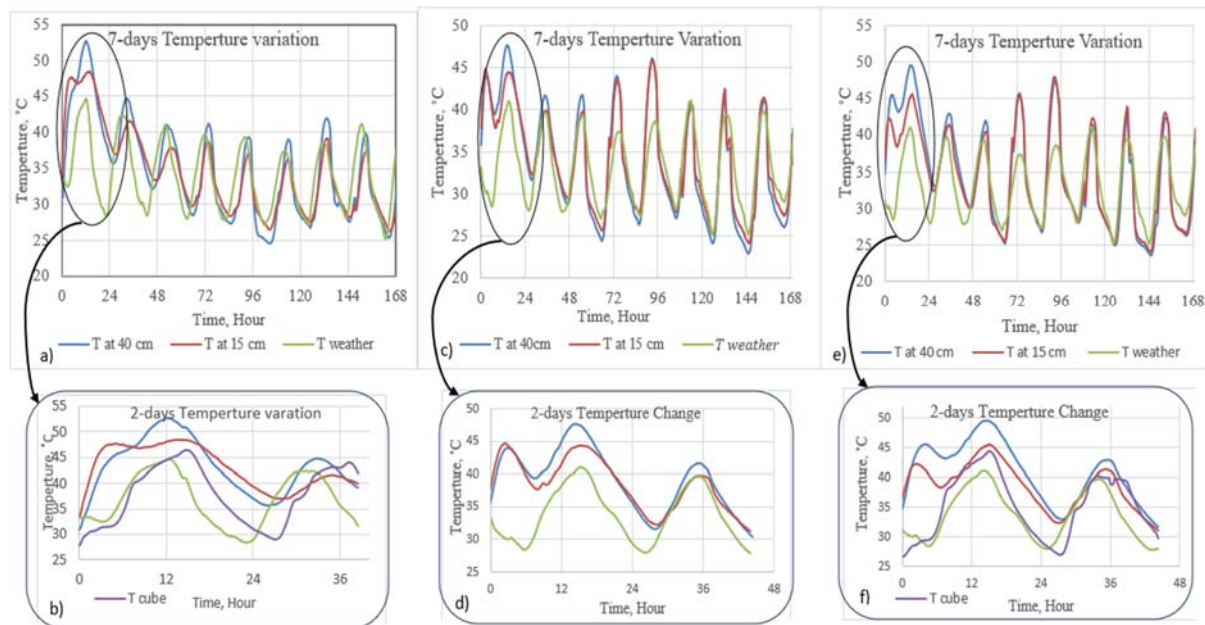 7-days Temperture variation
Temperture, °C
55
50
45
40
35
30
25
20
0 24 48 72 96 120 144 168
Time, Hour
T at 40 cm T at 15 cm T weather
a)
7-days Temperture Varation
Temperture, °C
50
45
40
35
30
25
20
0 24 48 72 96 120 144 168
Time, Hour
T at 40cm T at 15 cm T weather
c)
7-days Temperture Varation
Temperture, °C
55
50
45
40
35
30
25
20
0 24 48 72 96 120 144 168
Time, Hour
T at 40 cm T at 15 cm T weather
e)
2-days Temperture varation
Temperture, °C
55
50
45
40
35
30
25
0 12 24 36
Time, Hour
T cube
b)
2-days Temperture Change
Temperture, °C
50
45
40
35
30
25
0 12 24 36 48
Time, Hour
d)
2-days Temperture Change
Temperture, °C
55
50
45
40
35
30
25
0 12 24 36 48
Time, Hour
T cube
f)